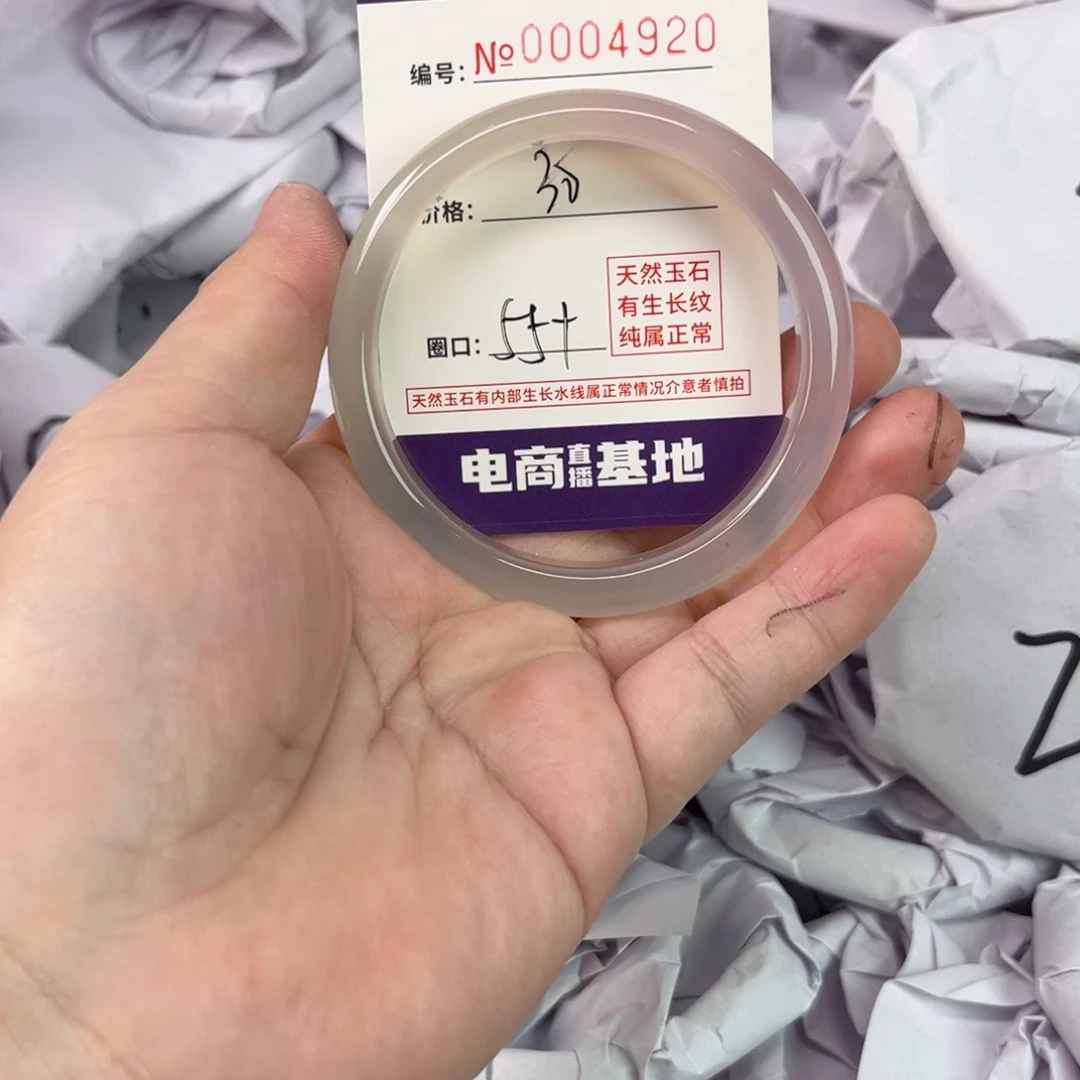 编号: №0004920
价格:
圈口: 55+
天然玉石
有生长纹
纯属正常
天然玉石有内部生长水线属正常情况介意者慎拍
电商直播基地